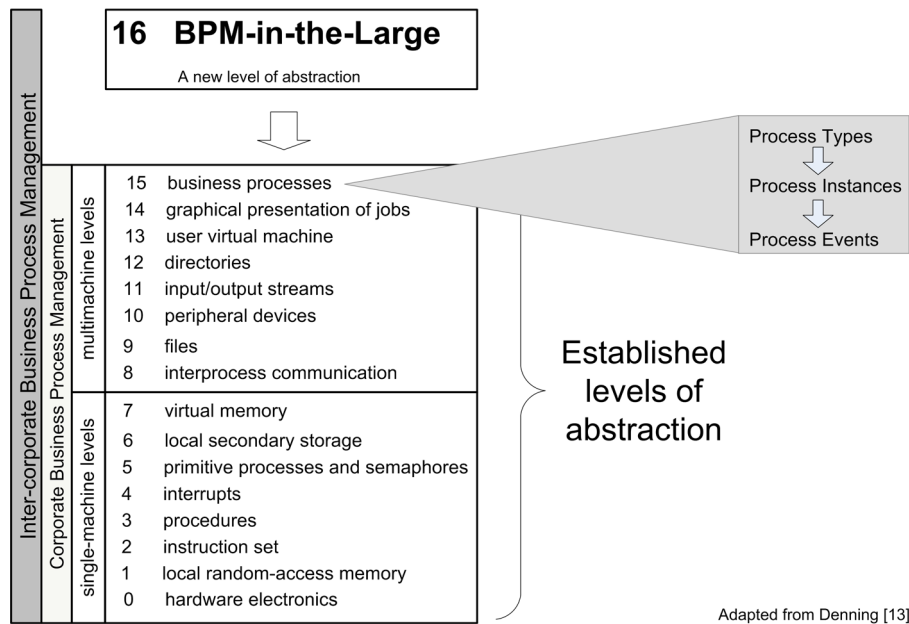 16 BPM-in-the-Large
A new level of abstraction
Inter-corporate Business Process Management
Corporate Business Process Management
multimachine levels
15 business processes
14 graphical presentation of jobs
13 user virtual machine
12 directories
11 input/output streams
10 peripheral devices
9 files
8 interprocess communication
single-machine levels
7 virtual memory
6 local secondary storage
5 primitive processes and semaphores
4 interrupts
3 procedures
2 instruction set
1 local random-access memory
0 hardware electronics
Process Types
Process Instances
Process Events
Established
levels of
abstraction
Adapted from Denning [13]